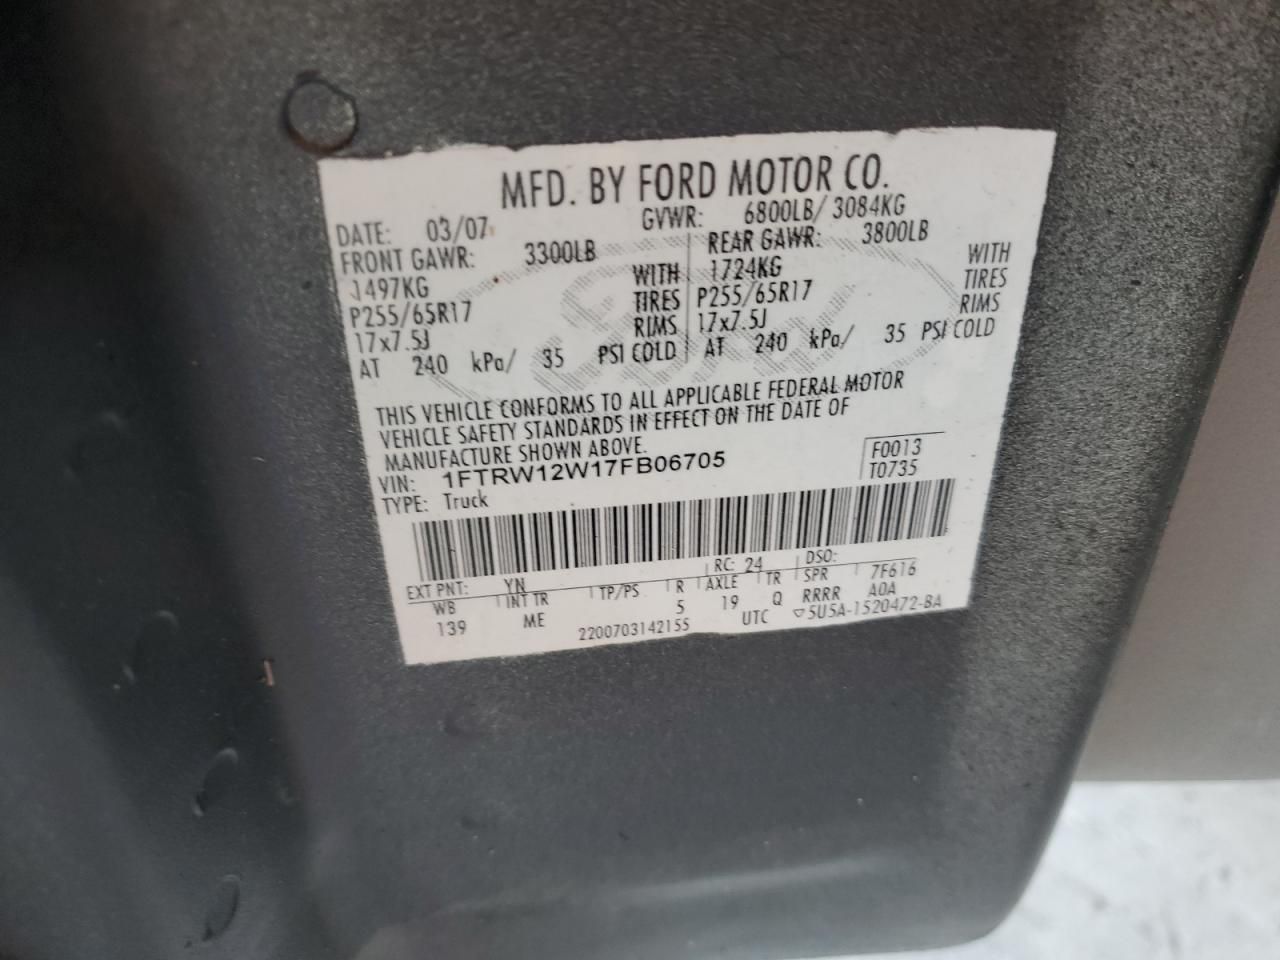 MFD. BY FORD MOTOR CO.
DATE: 03/07 GVWR: 6800LB/ 3084KG
FRONT GAWR: 3300LB REAR GAWR: 3800LB
1497KG WITH 1724KG WITH
P255/65R17 TIRES P255/65R17 TIRES
17x7.5J RIMS 17x7.5J RIMS
AT 240 kPa/ 35 PSI COLD AT 240 kPa/ 35 PSI COLD
THIS VEHICLE CONFORMS TO ALL APPLICABLE FEDERAL MOTOR
VEHICLE SAFETY STANDARDS IN EFFECT ON THE DATE OF
MANUFACTURE SHOWN ABOVE.
VIN: 1FTRW12W17FB06705 F0013
TYPE: Truck T0735
EXT PNT: YN RC: 24 DSO:
WB INT TR TP/PS R AXLE TR SPR 7F616
139 ME 5 19 Q RRRR A0A
2200703142155 UTC ▽5U5A-1520472-BA